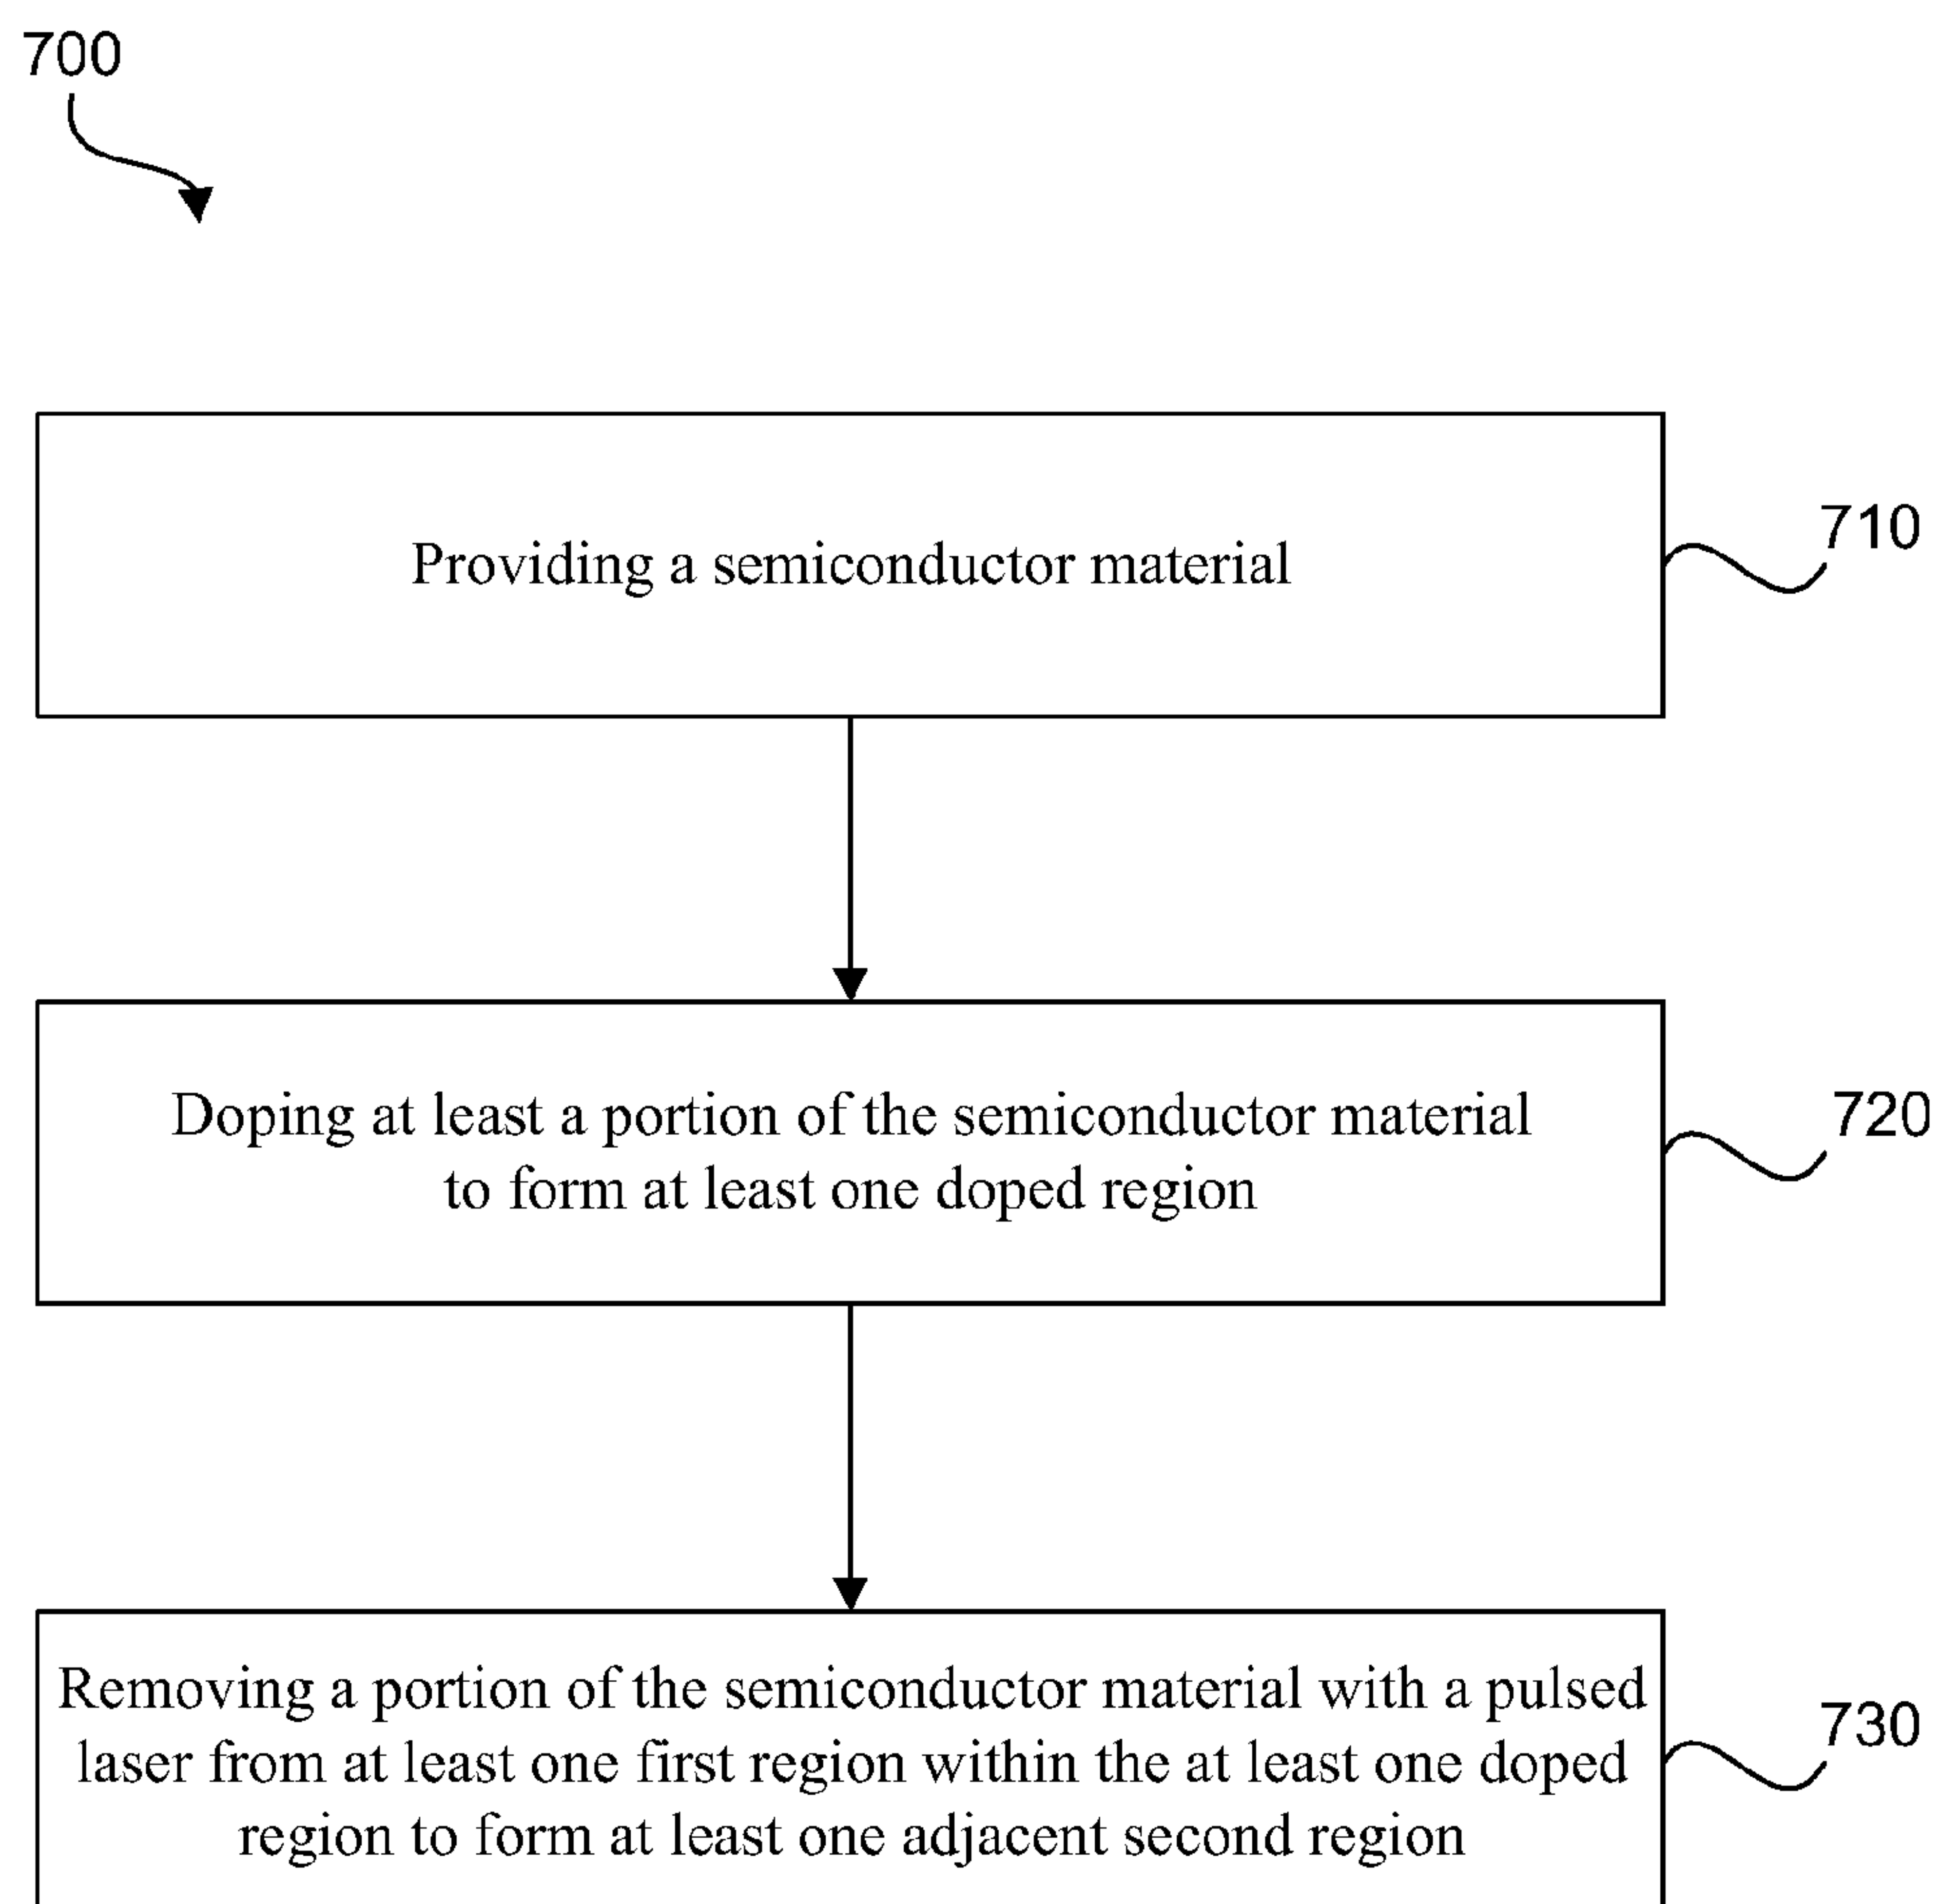 700
Providing a semiconductor material
710
Doping at least a portion of the semiconductor material
to form at least one doped region
720
Removing a portion of the semiconductor material with a pulsed
laser from at least one first region within the at least one doped
region to form at least one adjacent second region
730